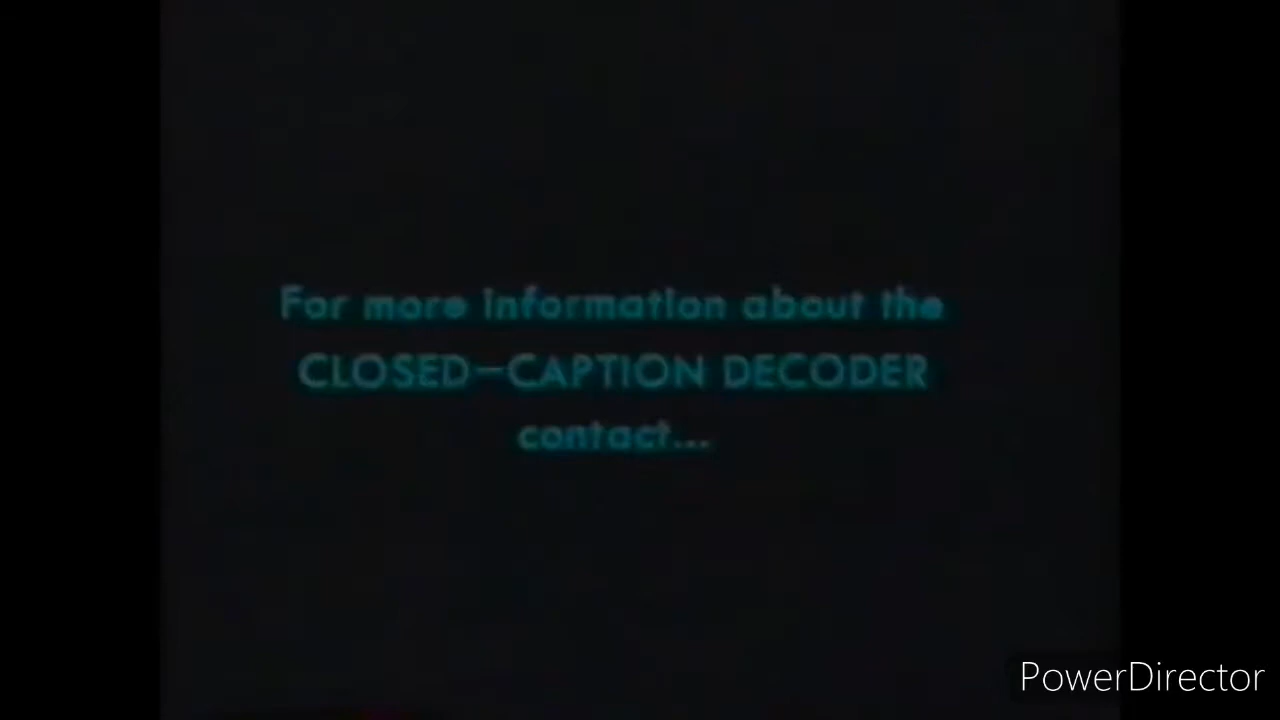 For more information about the
CLOSED-CAPTION DECODER
contact...
PowerDirector